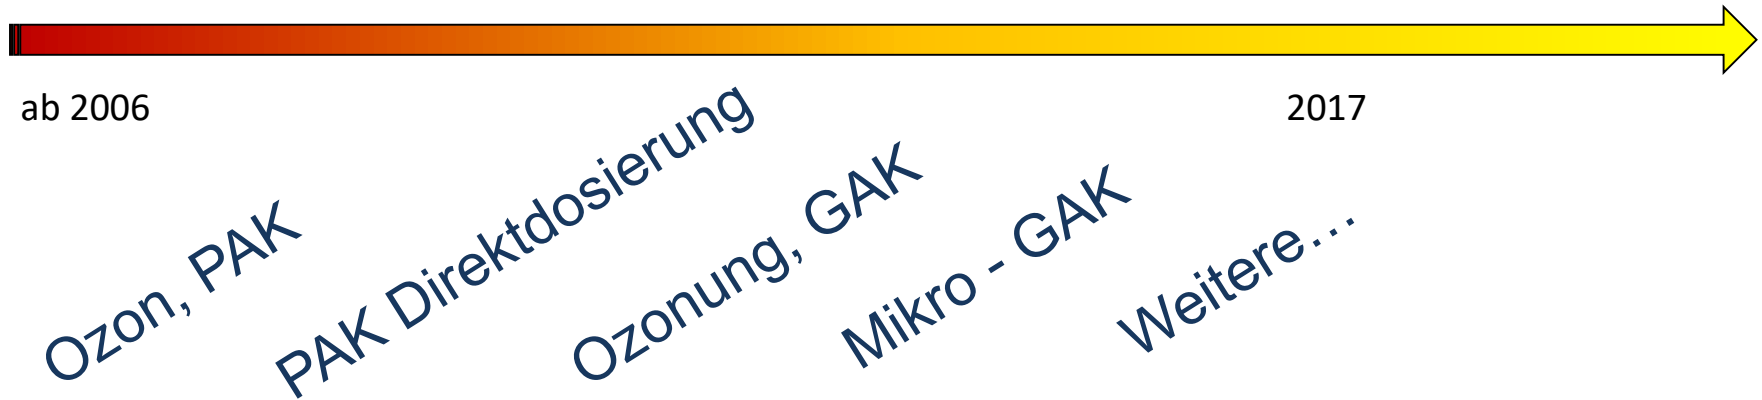 ab 2006
2017
Ozon, PAK
PAK Direktdosierung
Ozonung, GAK
Mikro - GAK
Weitere…